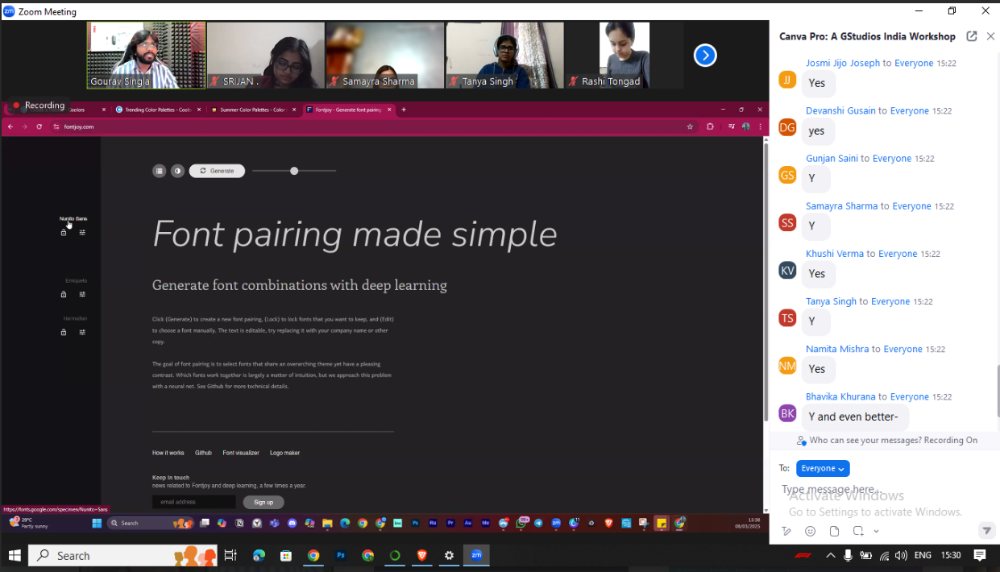 Zoom Meeting
Gourav Singla
SRIJAN .
Samayra Sharma
Tanya Singh
Rashi Tongad
Recording
Trending Color Palettes - Coolo
Summer Color Palettes - Color
Fontjoy - Generate font pairing
fontjoy.com
Generate
Nunito Sans
Font pairing made simple
Enriqueta
Generate font combinations with deep learning
Harmattan
Click (Generate) to create a new font pairing, (Lock) to lock fonts that you want to keep, and (Edit)
to choose a font manually. The text is editable, try replacing it with your company name or other
copy.
The goal of font pairing is to select fonts that share an overarching theme yet have a pleasing
contrast. Which fonts work together is largely a matter of intuition, but we approach this problem
with a neural net. See Github for more technical details.
How it works Github Font visualizer Logo maker
Keep in touch
news related to Fontjoy and deep learning, a few times a year.
email address Sign up
https://fonts.google.com/specimen/Nunito+Sans
29°C
Partly sunny
Search
15:30
08/03/2025
Canva Pro: A GStudios India Workshop
Josmi Jijo Joseph to Everyone 15:22
JJ
Yes
Devanshi Gusain to Everyone 15:22
DG
yes
Gunjan Saini to Everyone 15:22
GS
Y
Samayra Sharma to Everyone 15:22
SS
Y
Khushi Verma to Everyone 15:22
KV
Yes
Tanya Singh to Everyone 15:22
TS
Y
Namita Mishra to Everyone 15:22
NM
Yes
Bhavika Khurana to Everyone 15:22
BK
Y and even better-
Who can see your messages? Recording On
To: Everyone
Type message here...
Activate Windows
Go to Settings to activate Windows.
Search
ENG 15:30